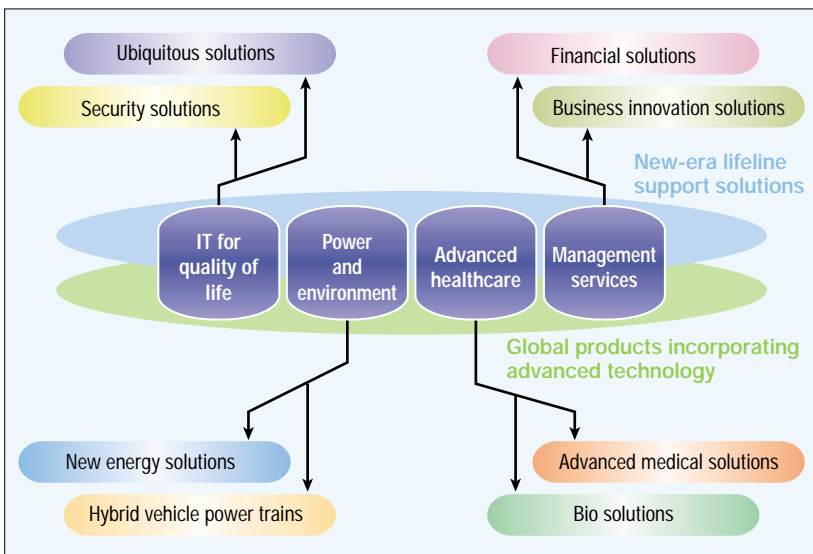 Ubiquitous solutions
Financial solutions
Security solutions
Business innovation solutions
New-era lifeline
support solutions
IT for
quality of
life
Power
and
environment
Advanced
healthcare
Management
services
Global products incorporating
advanced technology
New energy solutions
Advanced medical solutions
Hybrid vehicle power trains
Bio solutions